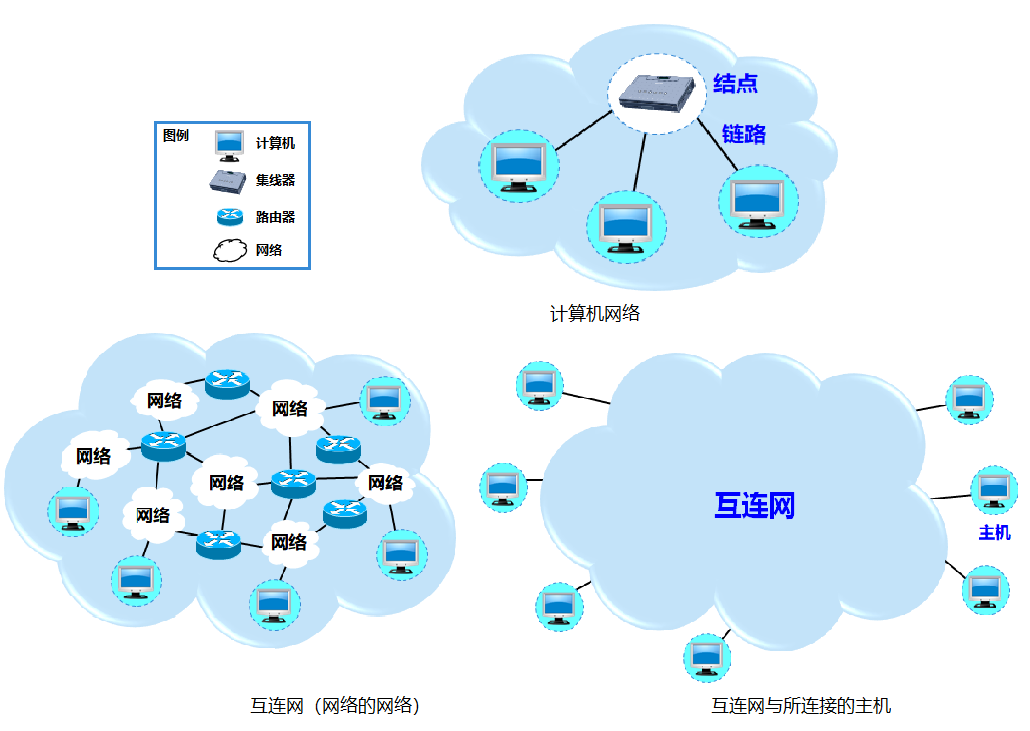 结点
链路
图例
计算机
集线器
路由器
网络
计算机网络
网络
网络
网络
网络
网络
网络
网络
互连网
主机
互连网（网络的网络）
互连网与所连接的主机